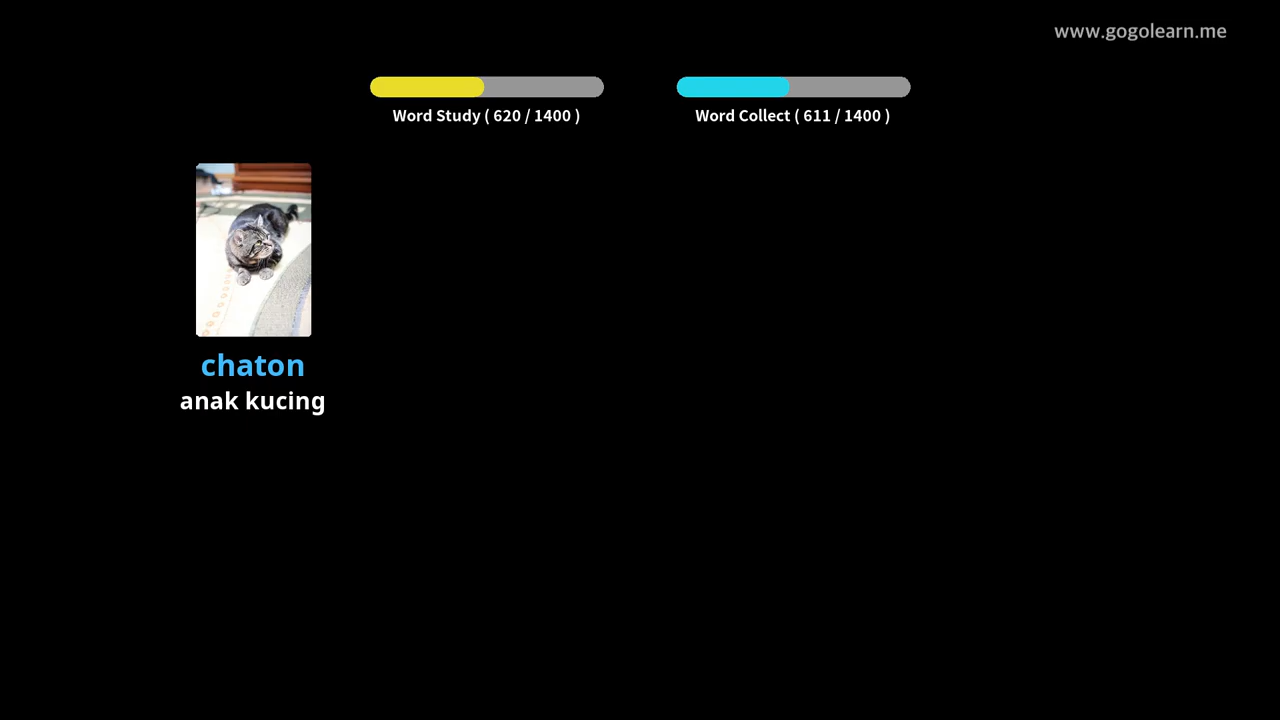 www.gogolearn.me
Word Study ( 620 / 1400 )
Word Collect ( 611 / 1400 )
chaton
anak kucing